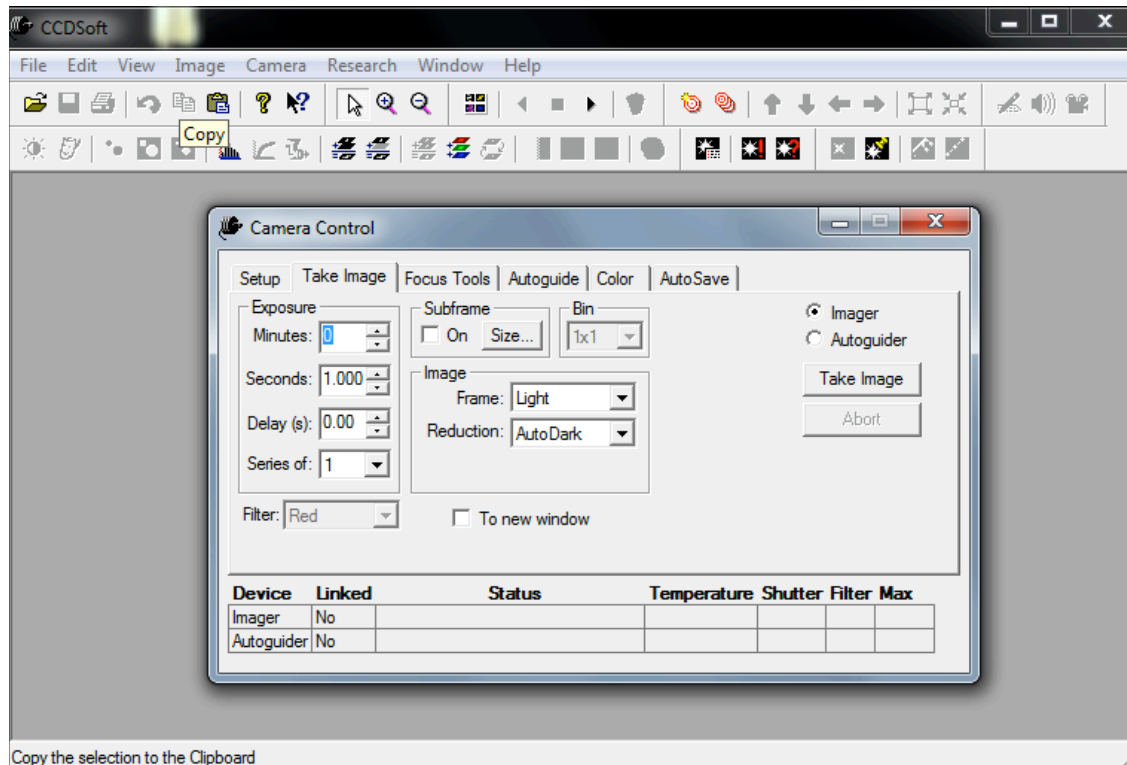 CCDSoft
File Edit View Image Camera Research Window Help
Copy
Camera Control
Setup Take Image Focus Tools Autoguide Color AutoSave
Exposure Subframe Bin Imager
Minutes: 0 On Size... 1x1 Autoguider
Seconds: 1.000 Image Take Image
Frame: Light
Delay (s): 0.00 Reduction: AutoDark Abort
Series of: 1
Filter: Red To new window
Device Linked Status Temperature Shutter Filter Max
Imager No
Autoguider No
Copy the selection to the Clipboard